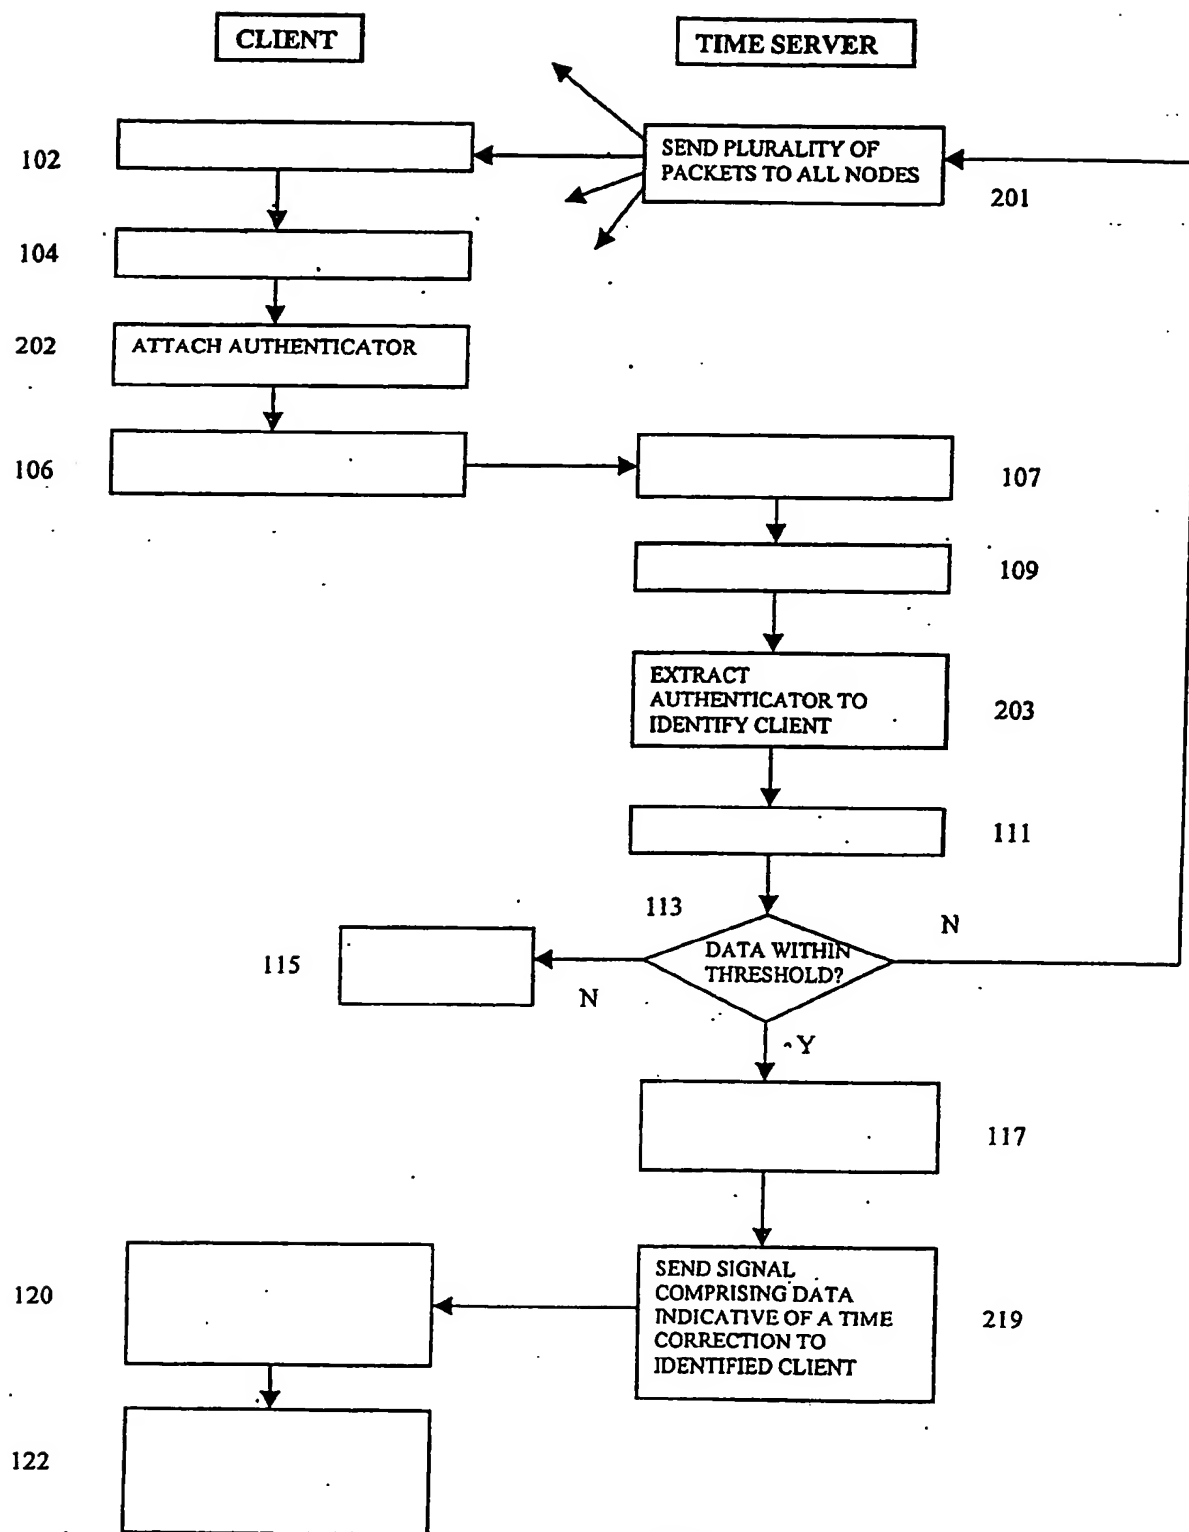 CLIENT
TIME SERVER
102
SEND PLURALITY OF
PACKETS TO ALL NODES
201
104
202
ATTACH AUTHENTICATOR
106
107
109
EXTRACT
AUTHENTICATOR TO
IDENTIFY CLIENT
203
111
113
N
DATA WITHIN
THRESHOLD?
115
N
Y
117
120
SEND SIGNAL
COMPRISING DATA
INDICATIVE OF A TIME
CORRECTION TO
IDENTIFIED CLIENT
219
122